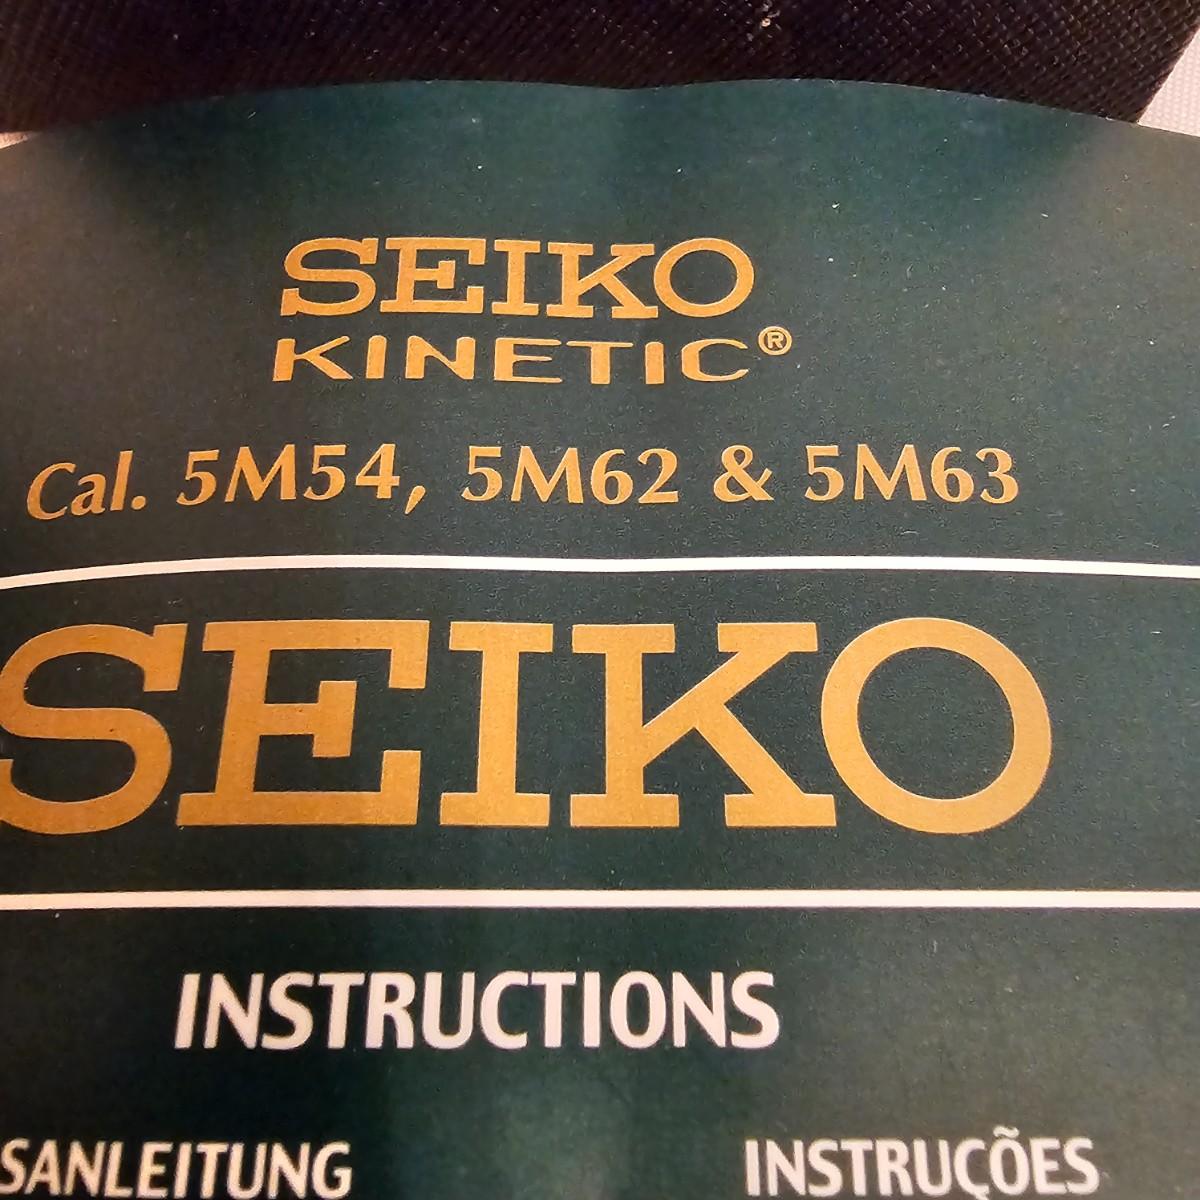 SEIKO
KINETIC®
Cal. 5M54, 5M62 & 5M63
SEIKO
INSTRUCTIONS
SANLEITUNG
INSTRUÇÕES